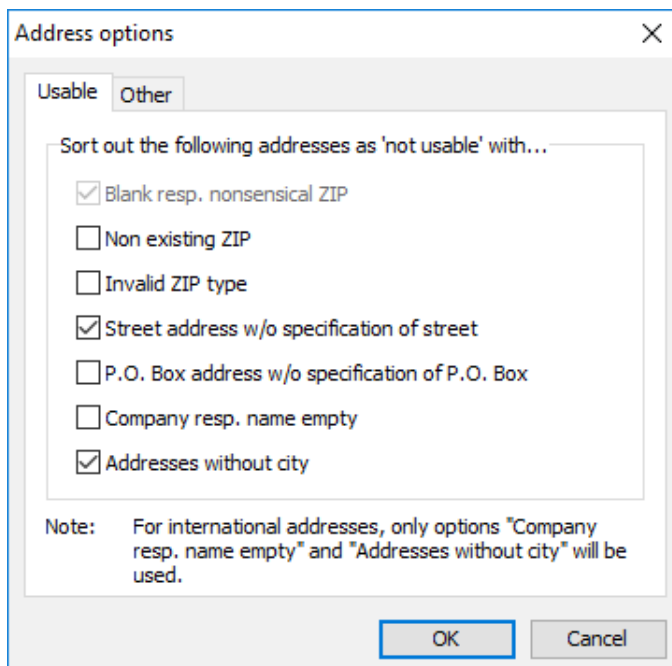 Address options
Usable
Other
Sort out the following addresses as 'not usable' with...
Blank resp. nonsensical ZIP
Non existing ZIP
Invalid ZIP type
Street address w/o specification of street
P.O. Box address w/o specification of P.O. Box
Company resp. name empty
Addresses without city
Note: For international addresses, only options "Company
resp. name empty" and "Addresses without city" will be
used.
OK Cancel